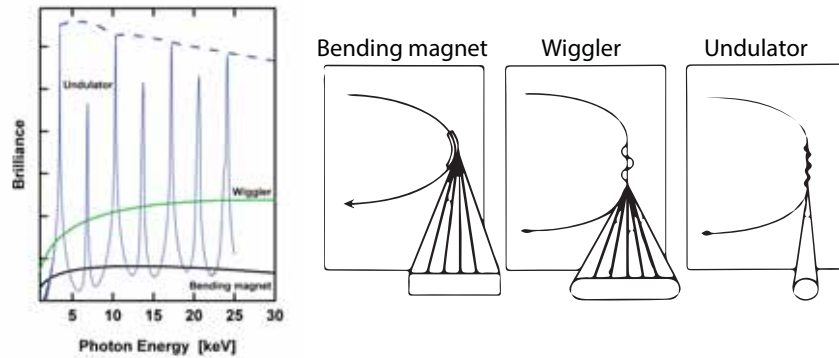 Brilliance
Undulator
Wiggler
Bending magnet
5 10 15 20 25 30
Photon Energy [keV]
Bending magnet
Wiggler
Undulator